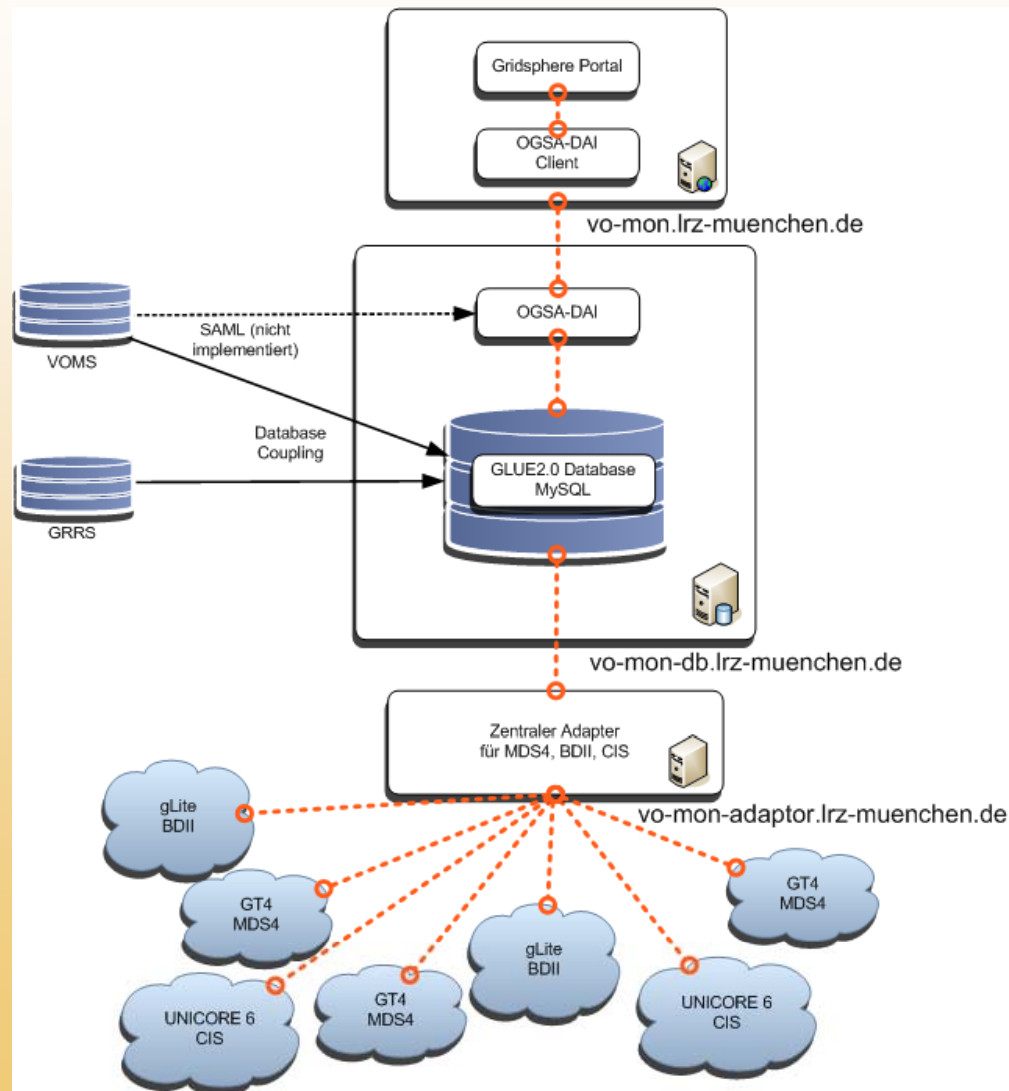 Gridsphere Portal
OGSA-DAI
Client
vo-mon.lrz-muenchen.de
OGSA-DAI
SAML (nicht
implementiert)
VOMS
Database
Coupling
GLUE2.0 Database
MySQL
GRRS
vo-mon-db.lrz-muenchen.de
Zentraler Adapter
für MDS4, BDII, CIS
vo-mon-adaptor.lrz-muenchen.de
gLite
BDII
GT4
MDS4
GT4
MDS4
gLite
BDII
UNICORE 6
CIS
GT4
MDS4
UNICORE 6
CIS